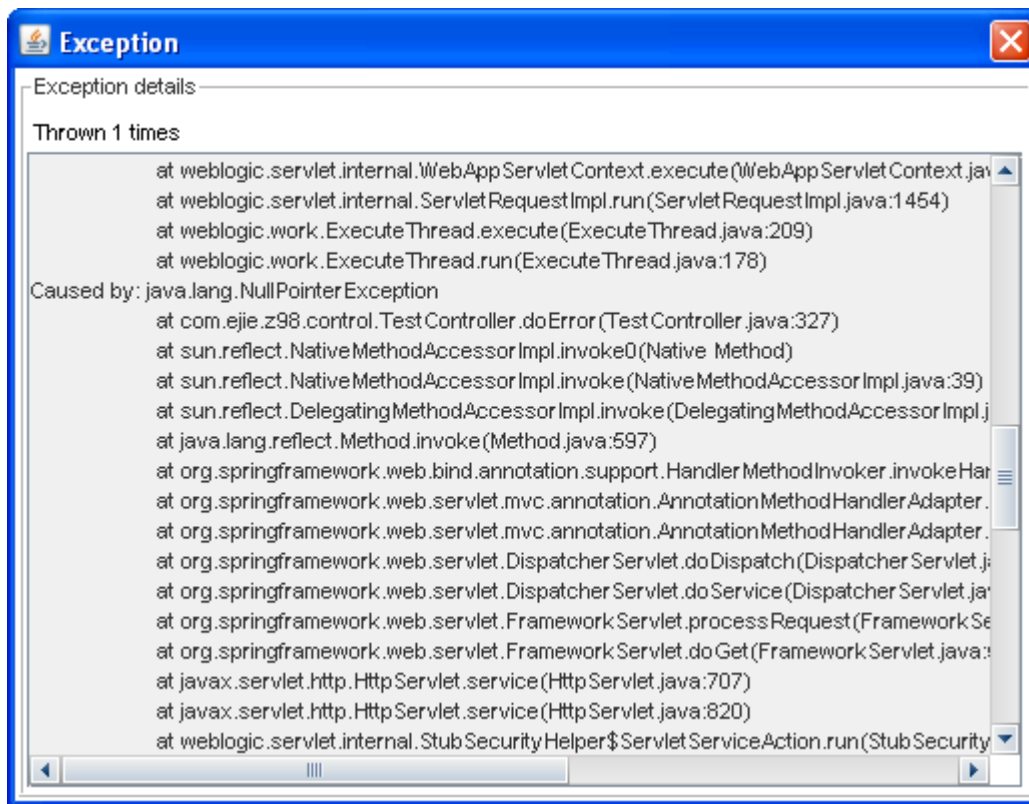 Exception
Exception details
Thrown 1 times
at weblogic.servlet.internal.WebAppServletContext.execute(WebAppServletContext.jav
at weblogic.servlet.internal.ServletRequestImpl.run(ServletRequestImpl.java:1454)
at weblogic.work.ExecuteThread.execute(ExecuteThread.java:209)
at weblogic.work.ExecuteThread.run(ExecuteThread.java:178)
Caused by: java.lang.NullPointerException
at com.ejie.z98.control.TestController.doError(TestController.java:327)
at sun.reflect.NativeMethodAccessorImpl.invoke0(Native Method)
at sun.reflect.NativeMethodAccessorImpl.invoke(NativeMethodAccessorImpl.java:39)
at sun.reflect.DelegatingMethodAccessorImpl.invoke(DelegatingMethodAccessorImpl.j
at java.lang.reflect.Method.invoke(Method.java:597)
at org.springframework.web.bind.annotation.support.HandlerMethodInvoker.invokeHan
at org.springframework.web.servlet.mvc.annotation.AnnotationMethodHandlerAdapter.
at org.springframework.web.servlet.mvc.annotation.AnnotationMethodHandlerAdapter.
at org.springframework.web.servlet.DispatcherServlet.doDispatch(DispatcherServlet.j
at org.springframework.web.servlet.DispatcherServlet.doService(DispatcherServlet.jav
at org.springframework.web.servlet.FrameworkServlet.processRequest(FrameworkSe
at org.springframework.web.servlet.FrameworkServlet.doGet(FrameworkServlet.java:
at javax.servlet.http.HttpServlet.service(HttpServlet.java:707)
at javax.servlet.http.HttpServlet.service(HttpServlet.java:820)
at weblogic.servlet.internal.StubSecurityHelper$ServletServiceAction.run(StubSecurity